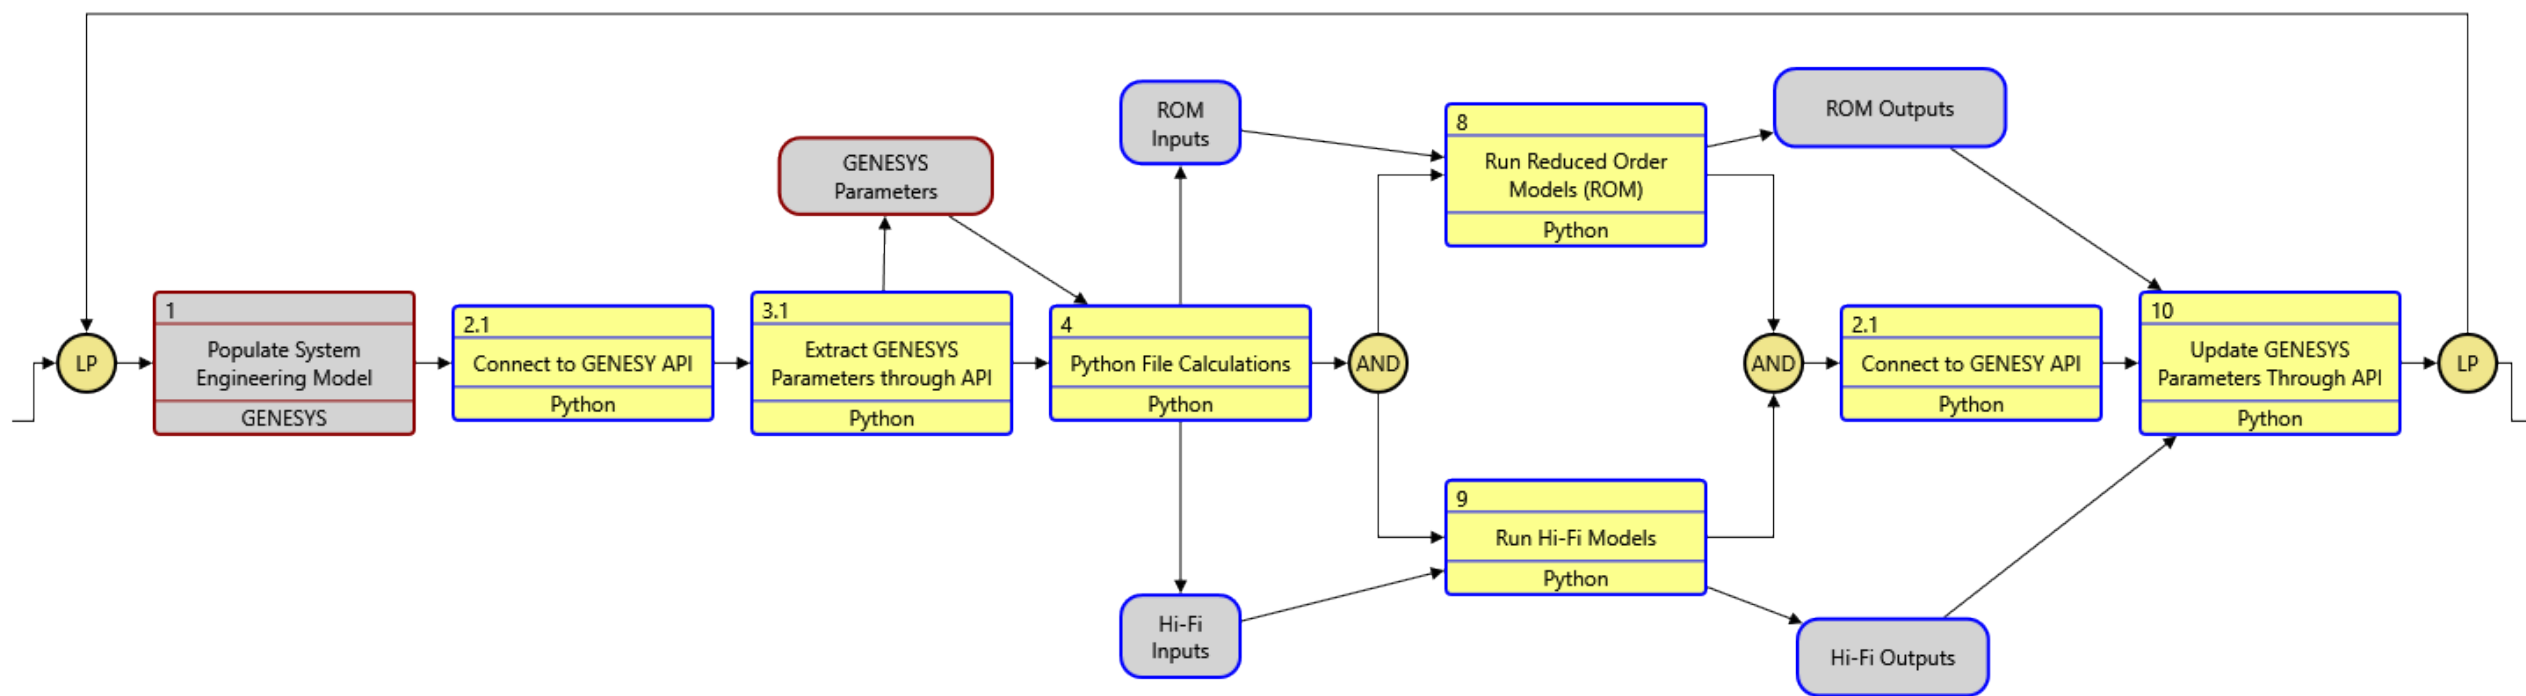 LP
1
Populate System
Engineering Model
GENESYS
2.1
Connect to GENESY API
Python
3.1
Extract GENESYS
Parameters through API
Python
GENESYS
Parameters
4
Python File Calculations
Python
ROM
Inputs
Hi-Fi
Inputs
AND
8
Run Reduced Order
Models (ROM)
Python
9
Run Hi-Fi Models
Python
ROM Outputs
Hi-Fi Outputs
AND
2.1
Connect to GENESY API
Python
10
Update GENESYS
Parameters Through API
Python
LP